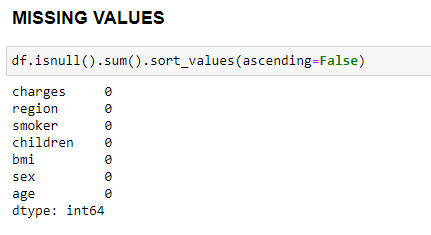 MISSING VALUES
df.isnull().sum().sort_values(ascending=False)
charges     0
region      0
smoker      0
children    0
bmi         0
sex         0
age         0
dtype: int64